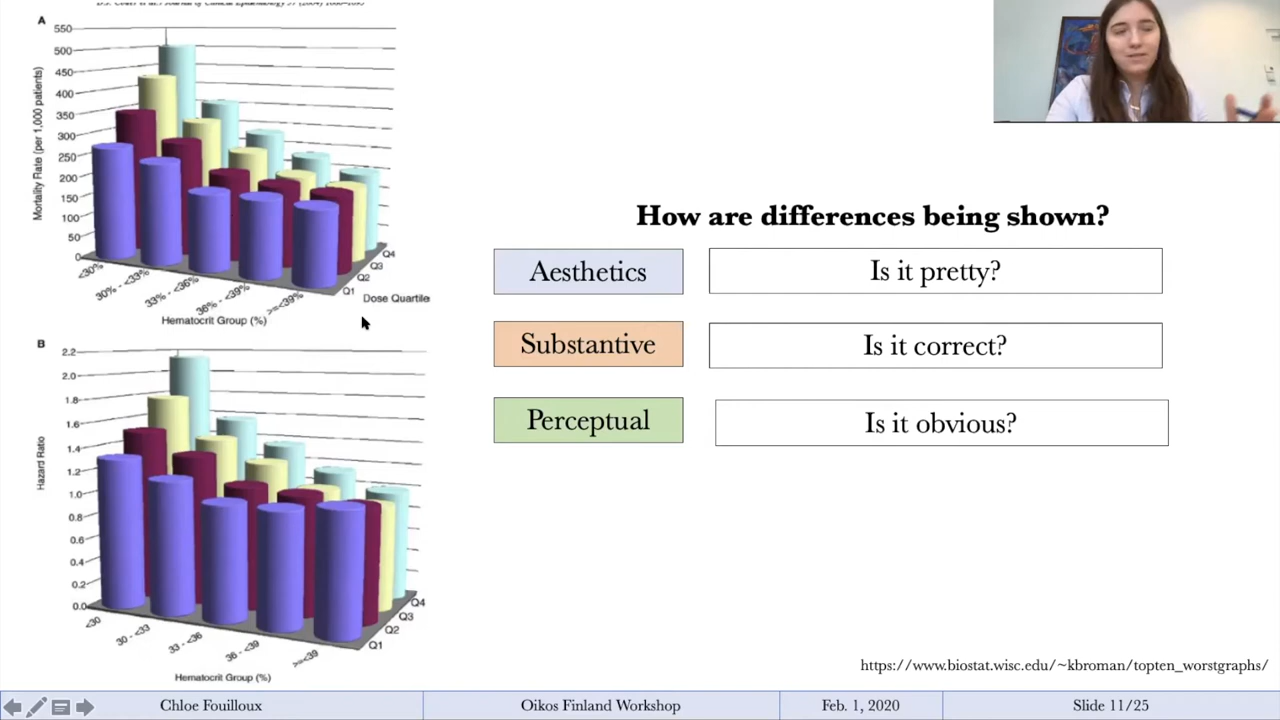 A
550
500
450
400
350
300
250
200
150
100
50
0
Mortality Rate (per 1,000 patients)
<30%
30% - <33%
33% - <36%
36% - <39%
>=<39%
Q1
Q2
Q3
Q4
Dose Quartile
Hematocrit Group (%)
B
2.2
2.0
1.8
1.6
1.4
1.2
1.0
0.8
0.6
0.4
0.2
0.0
Hazard Ratio
<30
30 - <33
33 - <36
36 - <39
>=<39
Q1
Q2
Q3
Q4
Hematocrit Group (%)
How are differences being shown?
Aesthetics
Is it pretty?
Substantive
Is it correct?
Perceptual
Is it obvious?
https://www.biostat.wisc.edu/~kbroman/topten_worstgraphs/
Chloe Fouilloux
Oikos Finland Workshop
Feb. 1, 2020
Slide 11/25